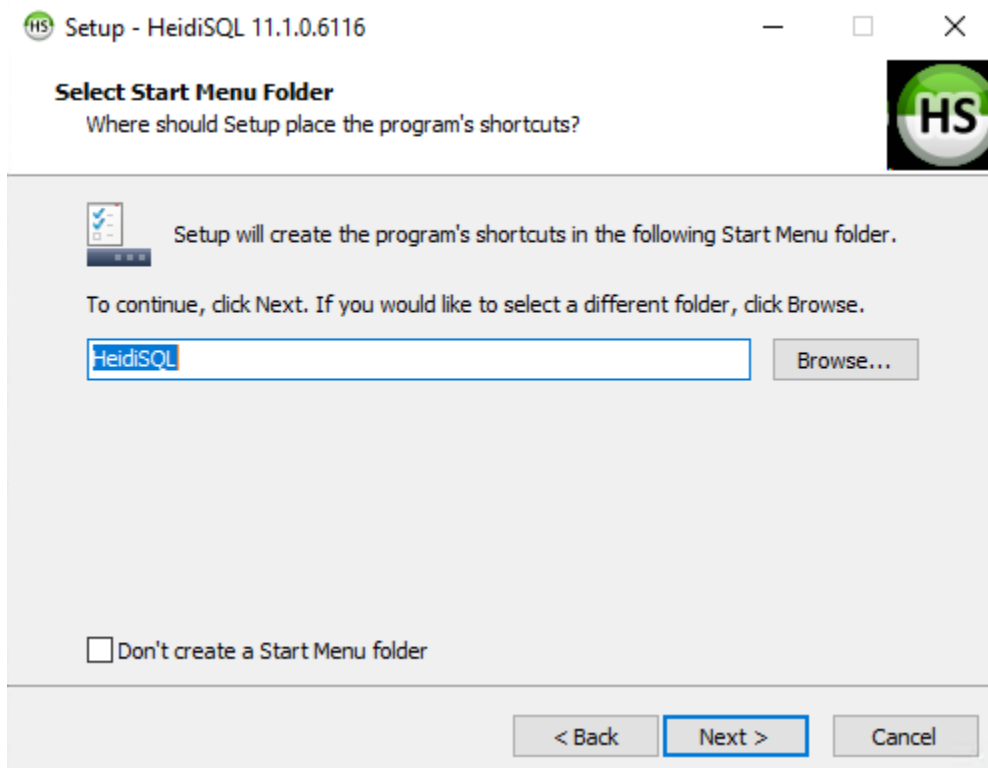 HS Setup - HeidiSQL 11.1.0.6116
Select Start Menu Folder
Where should Setup place the program's shortcuts?
HS
Setup will create the program's shortcuts in the following Start Menu folder.
To continue, click Next. If you would like to select a different folder, click Browse.
HeidiSQL Browse...
Don't create a Start Menu folder
< Back Next > Cancel